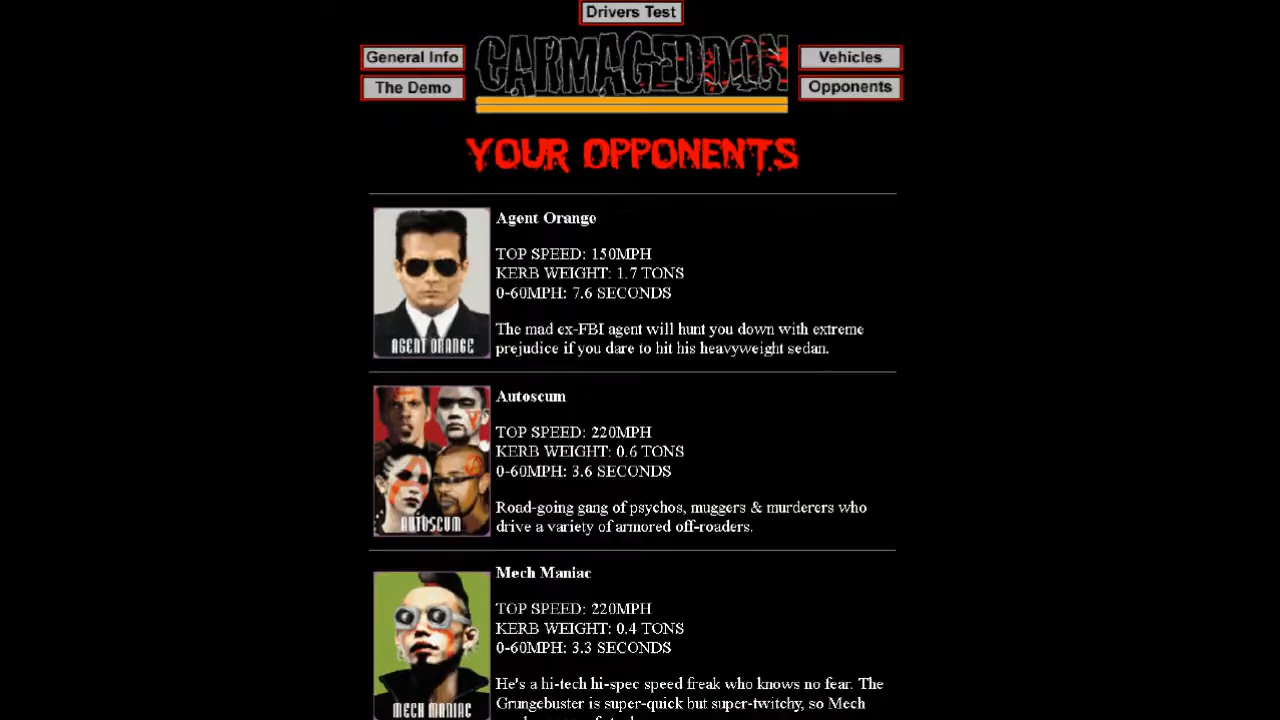 Drivers Test
General Info
CARMAGEDDON
Vehicles
The Demo
Opponents
YOUR OPPONENTS
Agent Orange
TOP SPEED: 150MPH
KERB WEIGHT: 1.7 TONS
0-60MPH: 7.6 SECONDS
The mad ex-FBI agent will hunt you down with extreme
prejudice if you dare to hit his heavyweight sedan.
AGENT ORANGE
Autoscum
TOP SPEED: 220MPH
KERB WEIGHT: 0.6 TONS
0-60MPH: 3.6 SECONDS
Road-going gang of psychos, muggers & murderers who
drive a variety of armored off-roaders.
AUTOSCUM
Mech Maniac
TOP SPEED: 220MPH
KERB WEIGHT: 0.4 TONS
0-60MPH: 3.3 SECONDS
He's a hi-tech hi-spec speed freak who knows no fear. The
Grungebuster is super-quick but super-twitchy, so Mech
MECH MANIAC